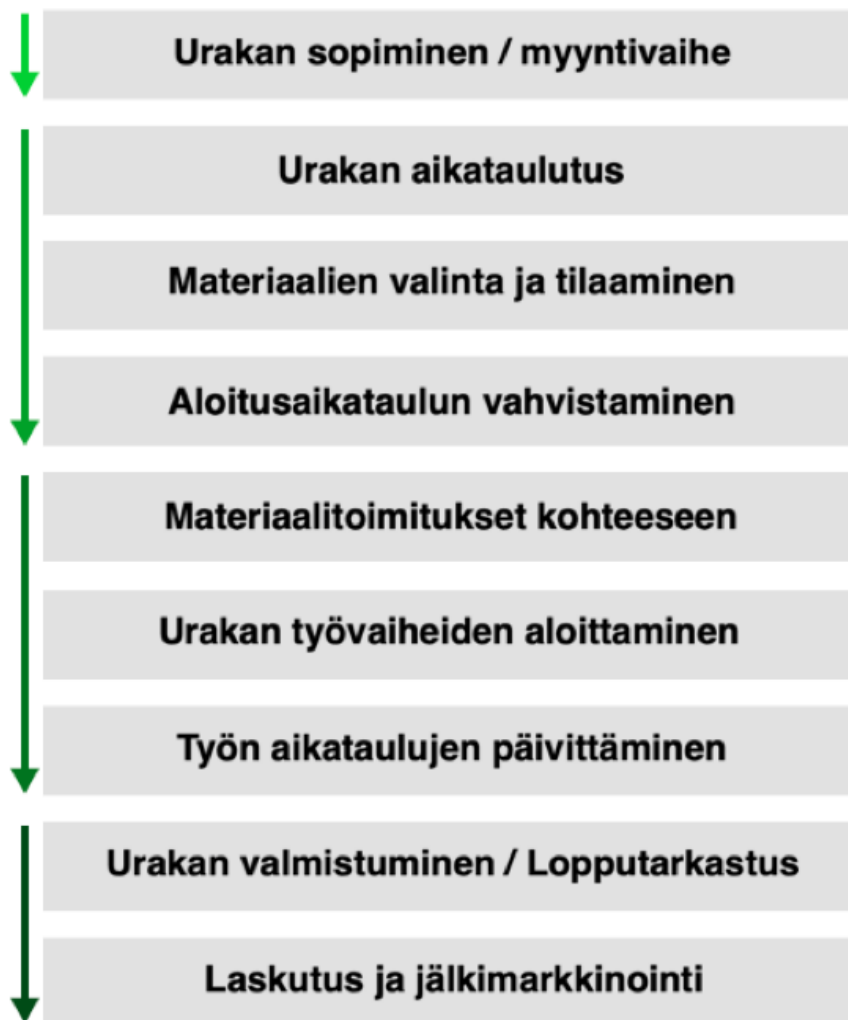 Urakan sopiminen / myyntivaihe
Urakan aikataulutus
Materiaalien valinta ja tilaaminen
Aloitusaikataulun vahvistaminen
Materiaalitoimitukset kohteeseen
Urakan työvaiheiden aloittaminen
Työn aikataulujen päivittäminen
Urakan valmistuminen / Lopputarkastus
Laskutus ja jälkimarkkinointi